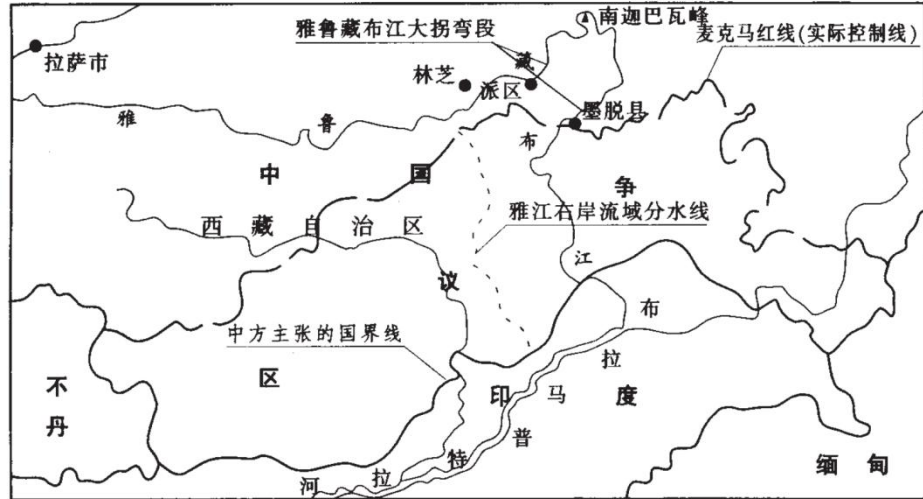 南迦巴瓦峰
雅鲁藏布江大拐弯段
麦克马红线(实际控制线)
拉萨市
林芝
藏
派区
墨脱县
雅
鲁
布
中国
争
西藏自治区
雅江右岸流域分水线
江
议
中方主张的国界线
布
拉
区
不丹
印度
马
普
特
拉
河
缅甸